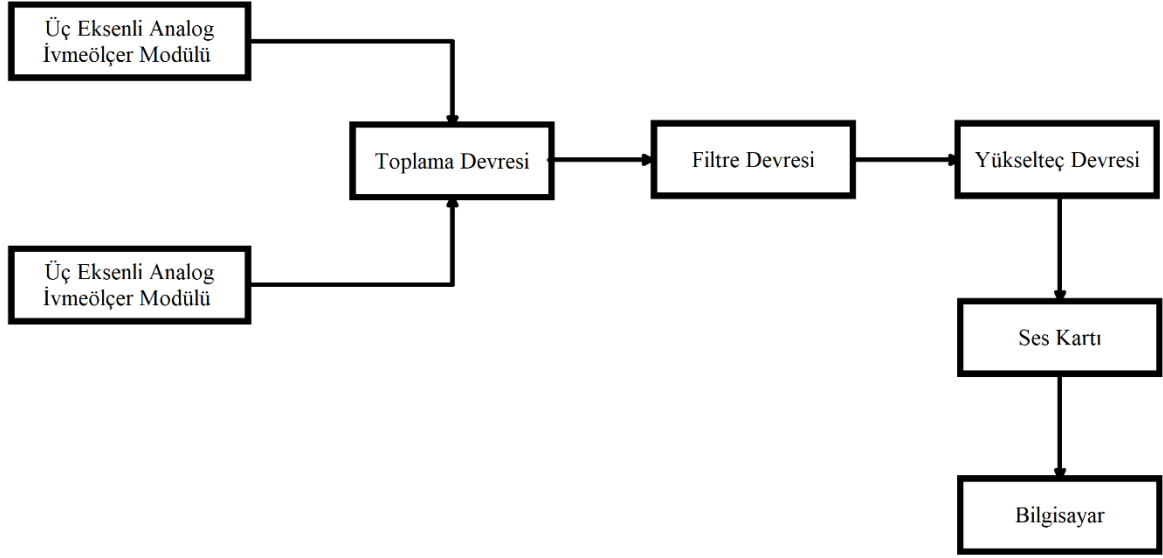 Üç Eksenli Analog
İvmeölçer Modülü
Toplama Devresi
Filtre Devresi
Yükselteç Devresi
Üç Eksenli Analog
İvmeölçer Modülü
Ses Kartı
Bilgisayar